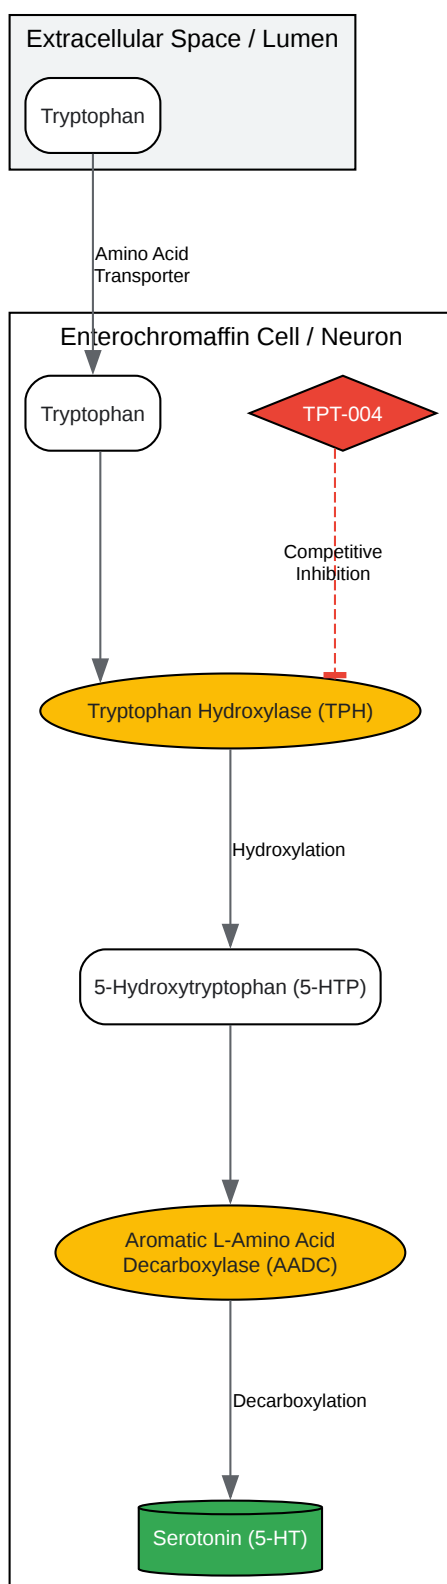 Extracellular Space / Lumen
Tryptophan
Amino Acid
Transporter
Enterochromaffin Cell / Neuron
Tryptophan
TPT-004
Competitive
Inhibition
Tryptophan Hydroxylase (TPH)
Hydroxylation
5-Hydroxytryptophan (5-HTP)
Aromatic L-Amino Acid
Decarboxylase (AADC)
Decarboxylation
Serotonin (5-HT)